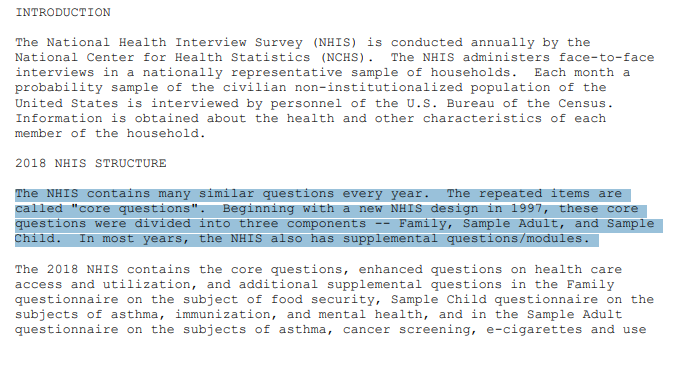 INTRODUCTION
The National Health Interview Survey (NHIS) is conducted annually by the
National Center for Health Statistics (NCHS).  The NHIS administers face-to-face
interviews in a nationally representative sample of households.  Each month a
probability sample of the civilian non-institutionalized population of the
United States is interviewed by personnel of the U.S. Bureau of the Census.
Information is obtained about the health and other characteristics of each
member of the household.
2018 NHIS STRUCTURE
The NHIS contains many similar questions every year.  The repeated items are
called "core questions".  Beginning with a new NHIS design in 1997, these core
questions were divided into three components -- Family, Sample Adult, and Sample
Child.  In most years, the NHIS also has supplemental questions/modules.
The 2018 NHIS contains the core questions, enhanced questions on health care
access and utilization, and additional supplemental questions in the Family
questionnaire on the subject of food security, Sample Child questionnaire on the
subjects of asthma, immunization, and mental health, and in the Sample Adult
questionnaire on the subjects of asthma, cancer screening, e-cigarettes and use